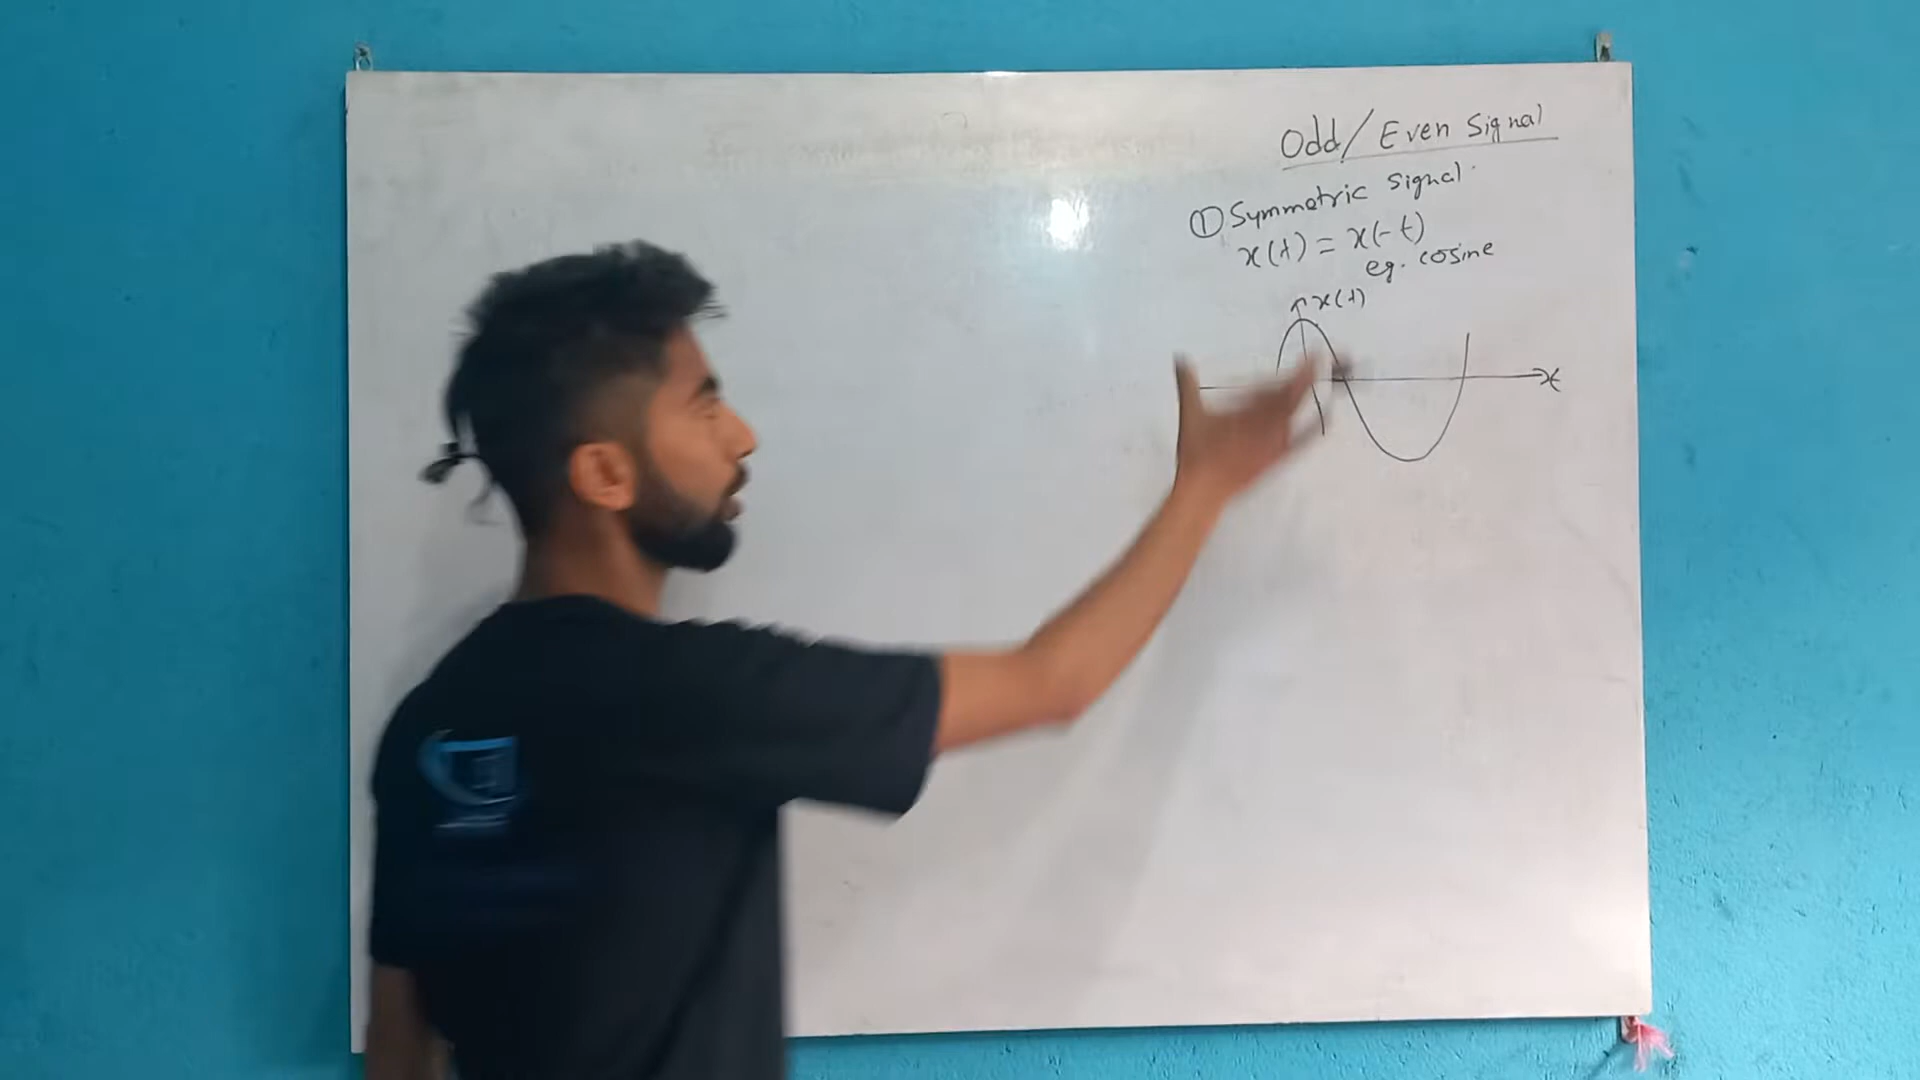 Odd/Even Signal
① Symmetric signal.
x(t) = x(-t)
eg. cosine
x(t)